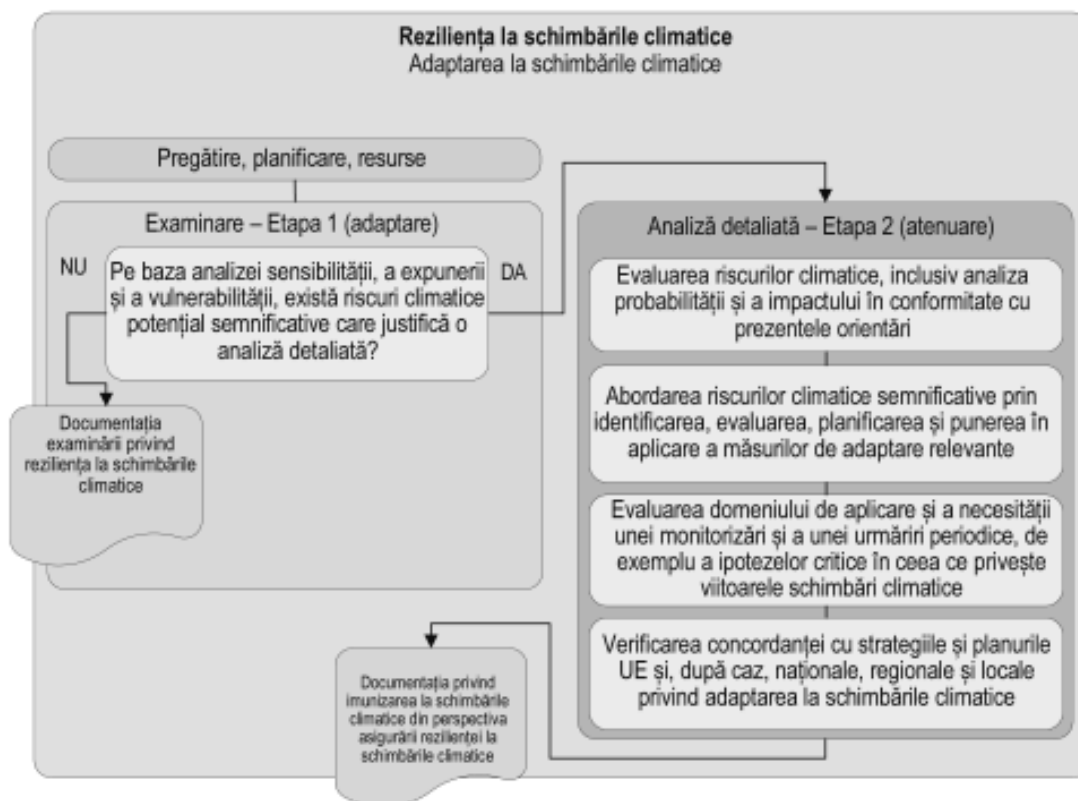 Reziliența la schimbările climatice
Adaptarea la schimbările climatice
Pregătire, planificare, resurse
Examinare – Etapa 1 (adaptare)
NU
Pe baza analizei sensibilității, a expunerii
și a vulnerabilității, există riscuri climatice
potențial semnificative care justifică o
analiză detaliată?
DA
Documentația
examinării privind
reziliența la schimbările
climatice
Analiză detaliată – Etapa 2 (atenuare)
Evaluarea riscurilor climatice, inclusiv analiza
probabilității și a impactului în conformitate cu
prezentele orientări
Abordarea riscurilor climatice semnificative prin
identificarea, evaluarea, planificarea și punerea în
aplicare a măsurilor de adaptare relevante
Evaluarea domeniului de aplicare și a necesității
unei monitorizări și a unei urmăriri periodice, de
exemplu a ipotezelor critice în ceea ce privește
viitoarele schimbări climatice
Verificarea concordanței cu strategiile și planurile
UE și, după caz, naționale, regionale și locale
privind adaptarea la schimbările climatice
Documentația privind
imunizarea la schimbările
climatice din perspectiva
asigurării rezilienței la
schimbările climatice